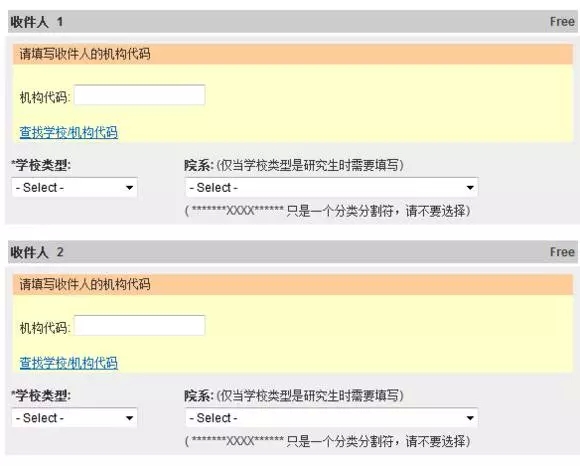 收件人 1 Free
请填写收件人的机构代码
机构代码:
查找学校/机构代码
*学校类型: 院系: (仅当学校类型是研究生时需要填写)
- Select - - Select -
( *******XXXX****** 只是一个分类分割符，请不要选择)
收件人 2 Free
请填写收件人的机构代码
机构代码:
查找学校/机构代码
*学校类型: 院系: (仅当学校类型是研究生时需要填写)
- Select - - Select -
( *******XXXX****** 只是一个分类分割符，请不要选择)